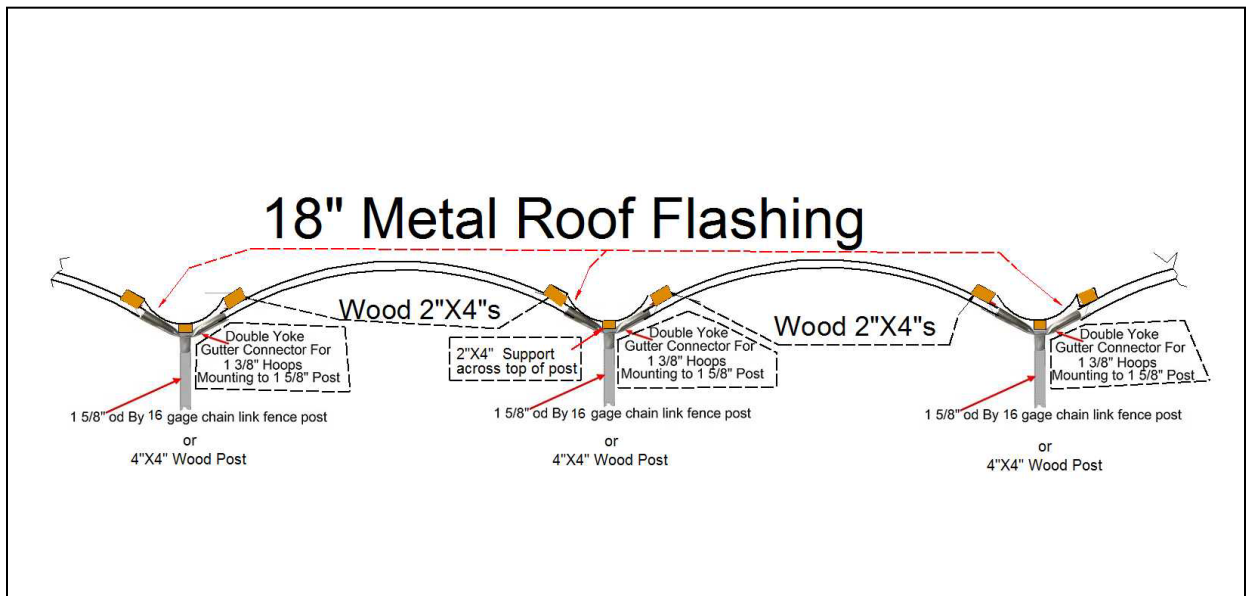 18" Metal Roof Flashing
Wood 2"X4"s
Wood 2"X4"s
Double Yoke
Gutter Connector For
1 3/8" Hoops
Mounting to 1 5/8" Post
2"X4" Support
across top of post
Double Yoke
Gutter Connector For
1 3/8" Hoops
Mounting to 1 5/8" Post
Double Yoke
Gutter Connector For
1 3/8" Hoops
Mounting to 1 5/8" Post
1 5/8" od By 16 gage chain link fence post
or
4"X4" Wood Post
1 5/8" od By 16 gage chain link fence post
or
4"X4" Wood Post
1 5/8" od By 16 gage chain link fence post
or
4"X4" Wood Post